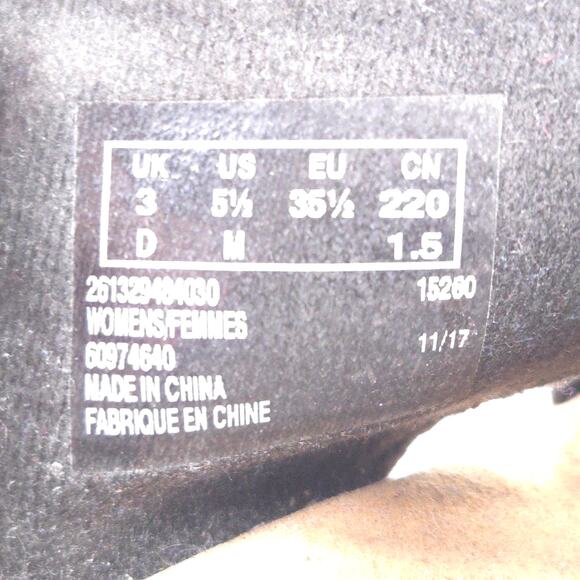 UK US EU CN
3 5½ 35½ 220
D M 1.5
261329464030 15260
WOMENS/FEMMES
60974640 11/17
MADE IN CHINA
FABRIQUE EN CHINE